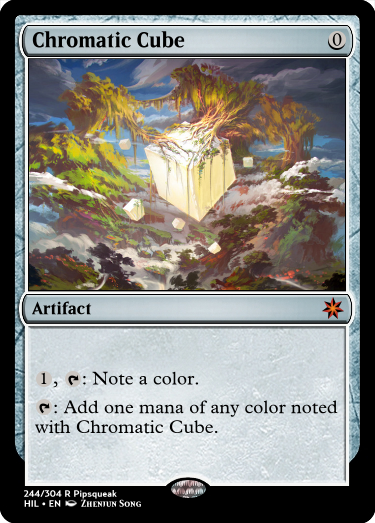 Chromatic Cube 0
Artifact
1, T: Note a color.
T: Add one mana of any color noted
with Chromatic Cube.
244/304 R Pipsqueak
HIL • EN Zhenjun Song